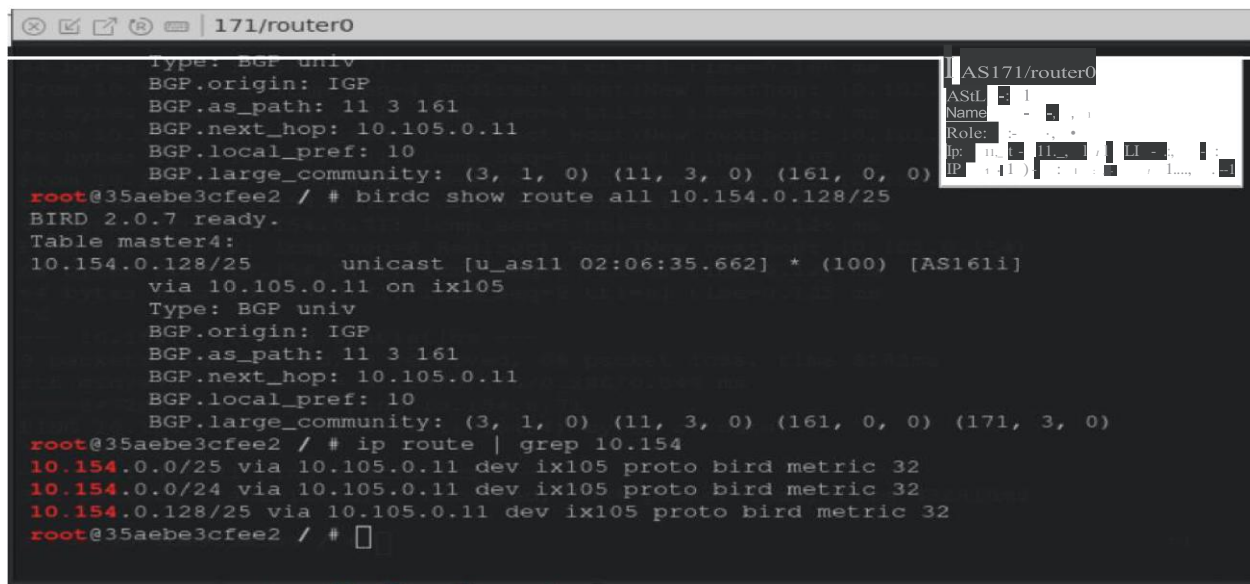 171/router0
Type: BGP univ
BGP.origin: IGP
BGP.as_path: 11 3 161
BGP.next_hop: 10.105.0.11
BGP.local_pref: 10
BGP.large_community: (3, 1, 0) (11, 3, 0) (161, 0, 0)
AS171/router0
Name
Role:
Ip:
IP
root@35aebe3cfee2 / # birdc show route all 10.154.0.128/25
BIRD 2.0.7 ready.
Table master4:
10.154.0.128/25 unicast [u_as11 02:06:35.662] * (100) [AS161i]
via 10.105.0.11 on ix105
Type: BGP univ
BGP.origin: IGP
BGP.as_path: 11 3 161
BGP.next_hop: 10.105.0.11
BGP.local_pref: 10
BGP.large_community: (3, 1, 0) (11, 3, 0) (161, 0, 0) (171, 3, 0)
root@35aebe3cfee2 / # ip route | grep 10.154
10.154.0.0/25 via 10.105.0.11 dev ix105 proto bird metric 32
10.154.0.0/24 via 10.105.0.11 dev ix105 proto bird metric 32
10.154.0.128/25 via 10.105.0.11 dev ix105 proto bird metric 32
root@35aebe3cfee2 / #